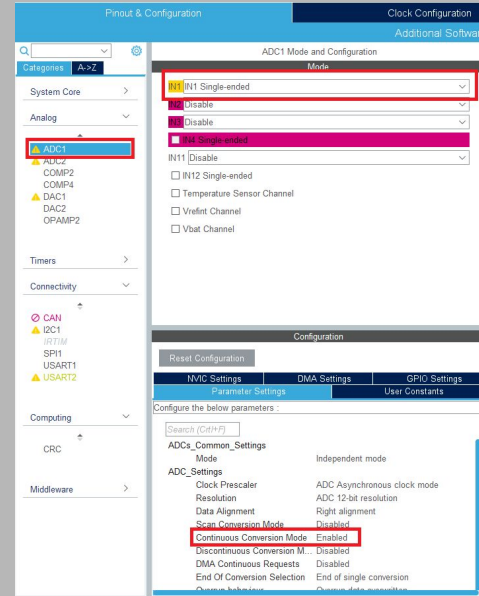 Pinout & Configuration
Clock Configuration
Additional Softwa
Categories A->Z
System Core
Analog
ADC1
ADC2
COMP2
COMP4
DAC1
DAC2
OPAMP2
Timers
Connectivity
CAN
I2C1
IRTIM
SPI1
USART1
USART2
Computing
CRC
Middleware
ADC1 Mode and Configuration
Mode
IN1 IN1 Single-ended
IN2 Disable
IN3 Disable
IN4 Single-ended
IN11 Disable
IN12 Single-ended
Temperature Sensor Channel
Vrefint Channel
Vbat Channel
Configuration
Reset Configuration
NVIC Settings DMA Settings GPIO Settings
Parameter Settings User Constants
Configure the below parameters :
Search (Crtl+F)
ADCs_Common_Settings
Mode Independent mode
ADC_Settings
Clock Prescaler ADC Asynchronous clock mode
Resolution ADC 12-bit resolution
Data Alignment Right alignment
Scan Conversion Mode Disabled
Continuous Conversion Mode Enabled
Discontinuous Conversion M... Disabled
DMA Continuous Requests Disabled
End Of Conversion Selection End of single conversion
Overrun behaviour Overrun data overwritten